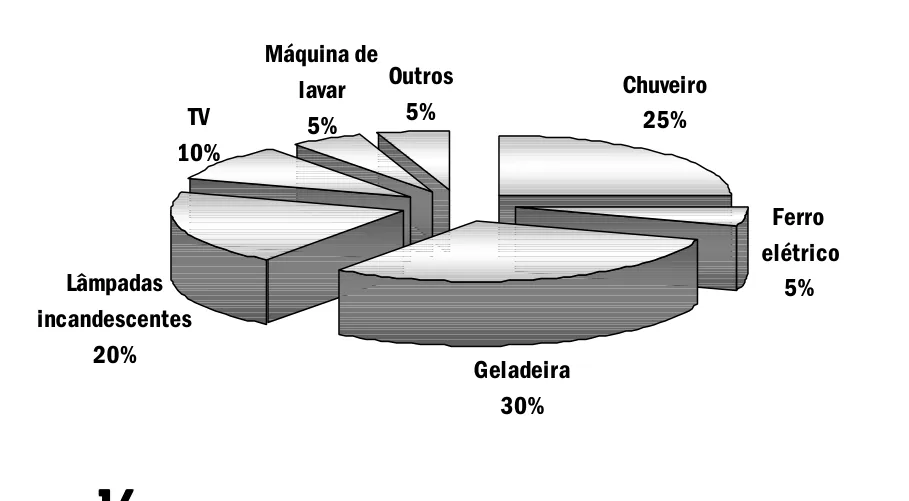 Máquina de
lavar
5%
Outros
5%
Chuveiro
25%
TV
10%
Ferro
elétrico
5%
Lâmpadas
incandescentes
20%
Geladeira
30%